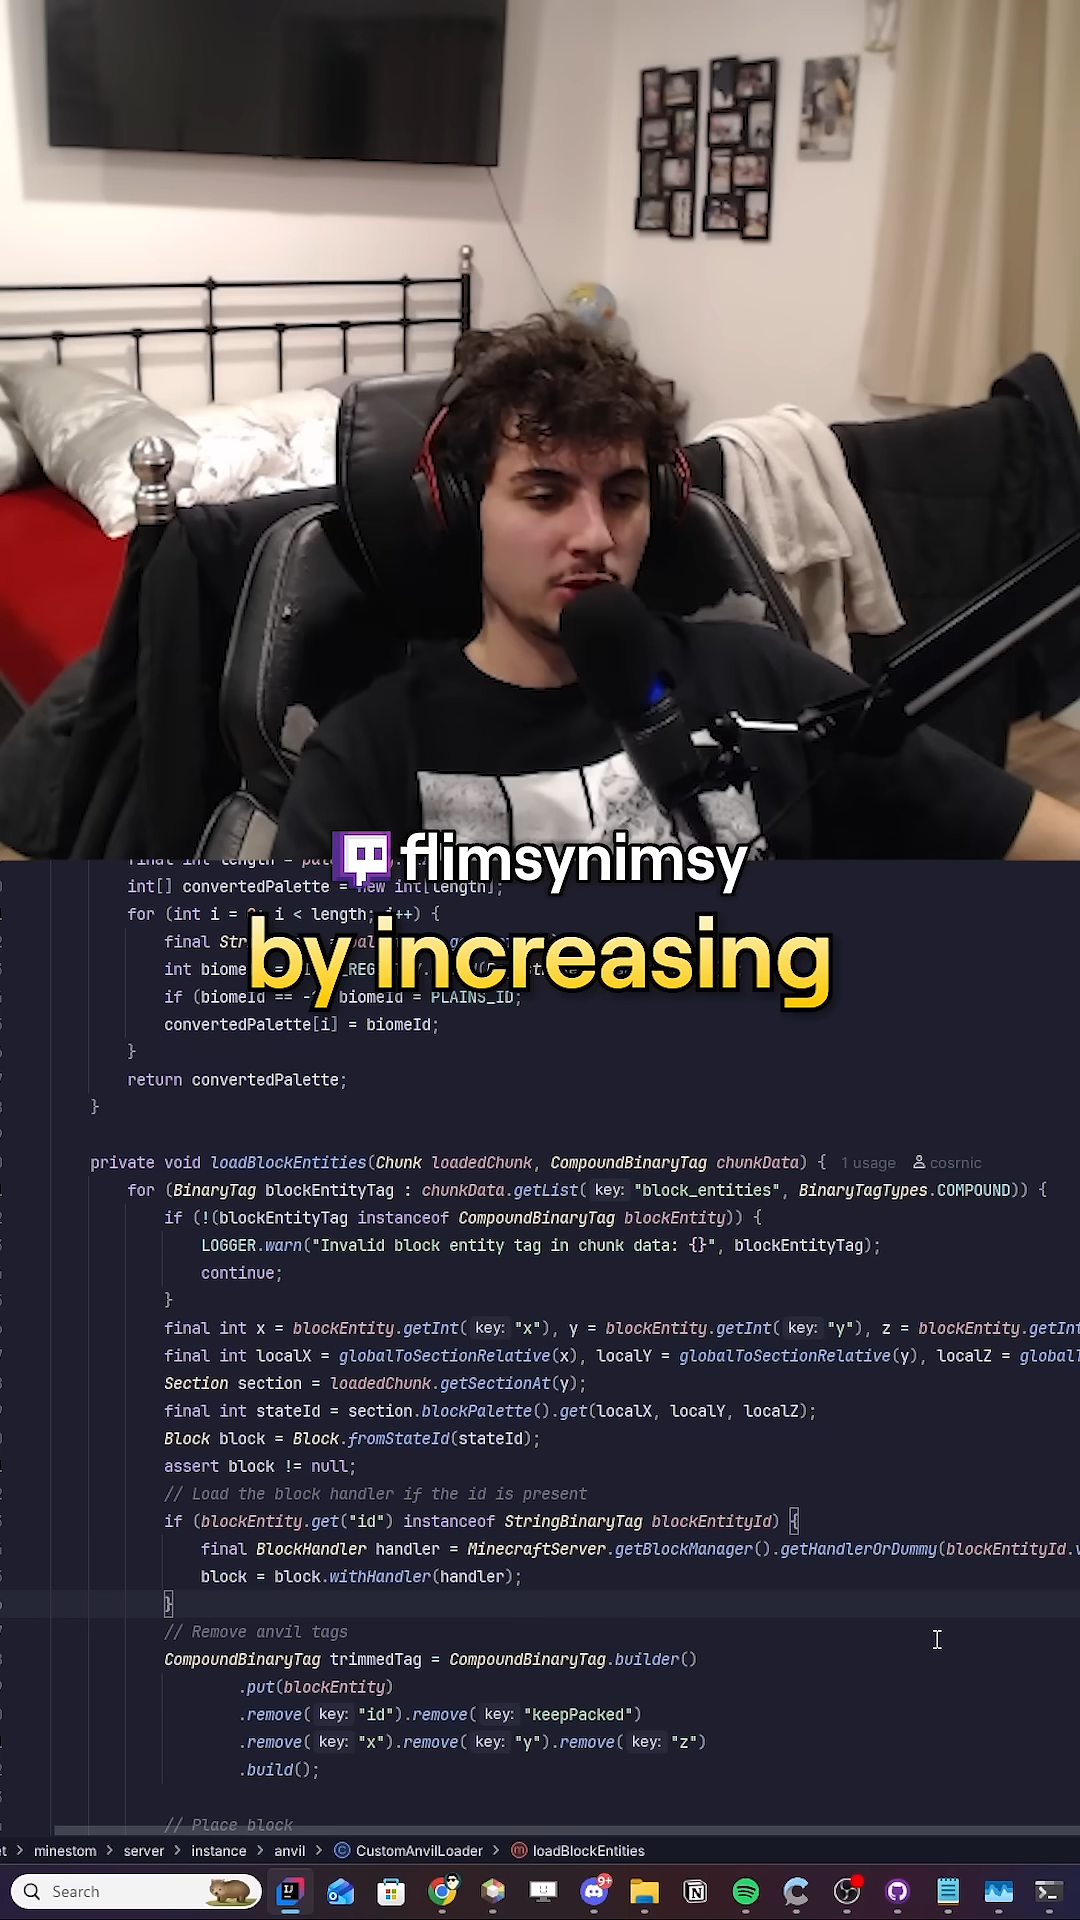 flimsynimsy
by increasing
int[] convertedPalette = new int[length];
for (int i = 0; i < length; i++) {
final Str
int biome
if (biomeId == - biomeId = PLAINS_ID;
convertedPalette[i] = biomeId;
}
return convertedPalette;
}
private void loadBlockEntities(Chunk loadedChunk, CompoundBinaryTag chunkData) { 1 usage cosrnic
for (BinaryTag blockEntityTag : chunkData.getList( key: "block_entities", BinaryTagTypes.COMPOUND)) {
if (!(blockEntityTag instanceof CompoundBinaryTag blockEntity)) {
LOGGER.warn("Invalid block entity tag in chunk data: {}", blockEntityTag);
continue;
}
final int x = blockEntity.getInt( key: "x"), y = blockEntity.getInt( key: "y"), z = blockEntity.getInt
final int localX = globalToSectionRelative(x), localY = globalToSectionRelative(y), localZ = globalT
Section section = loadedChunk.getSectionAt(y);
final int stateId = section.blockPalette().get(localX, localY, localZ);
Block block = Block.fromStateId(stateId);
assert block != null;
// Load the block handler if the id is present
if (blockEntity.get("id") instanceof StringBinaryTag blockEntityId) {
final BlockHandler handler = MinecraftServer.getBlockManager().getHandlerOrDummy(blockEntityId.v
block = block.withHandler(handler);
}
// Remove anvil tags
CompoundBinaryTag trimmedTag = CompoundBinaryTag.builder()
.put(blockEntity)
.remove( key: "id").remove( key: "keepPacked")
.remove( key: "x").remove( key: "y").remove( key: "z")
.build();
// Place block
minestom > server > instance > anvil > CustomAnvilLoader > loadBlockEntities
Search 9+